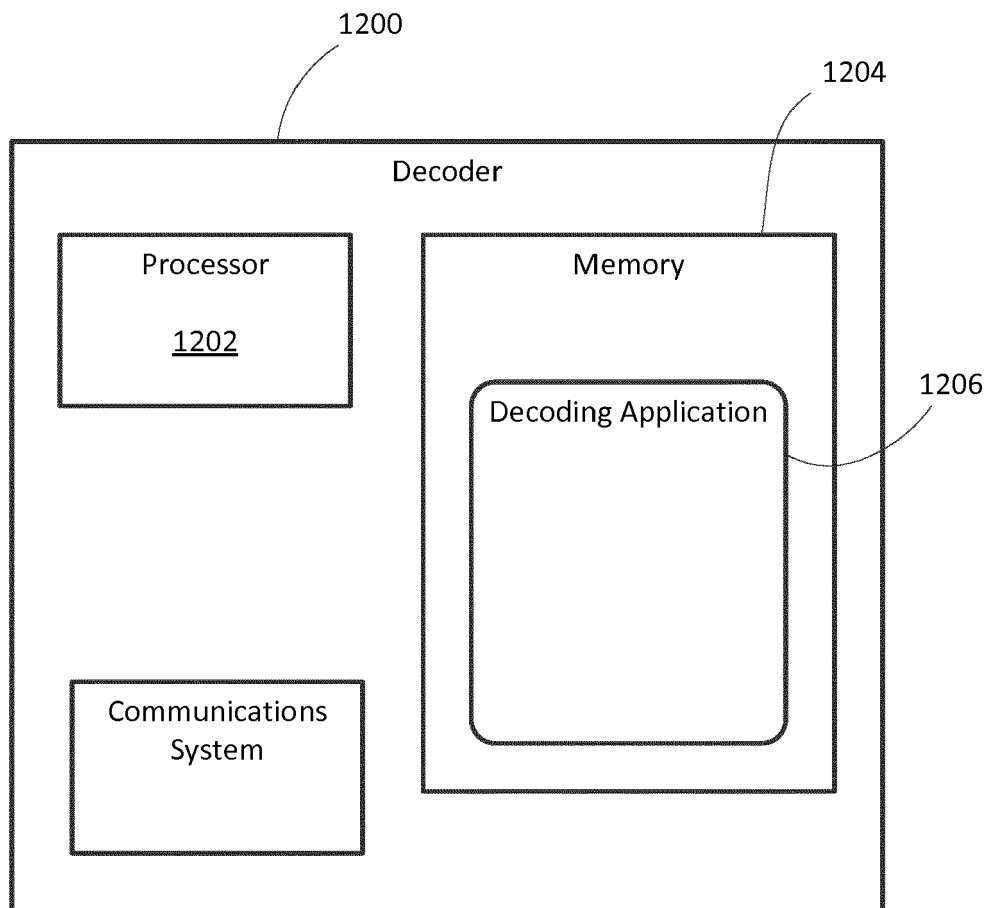 1200
1204
Decoder
Processor
Memory
1202
1206
Decoding Application
Communications
System